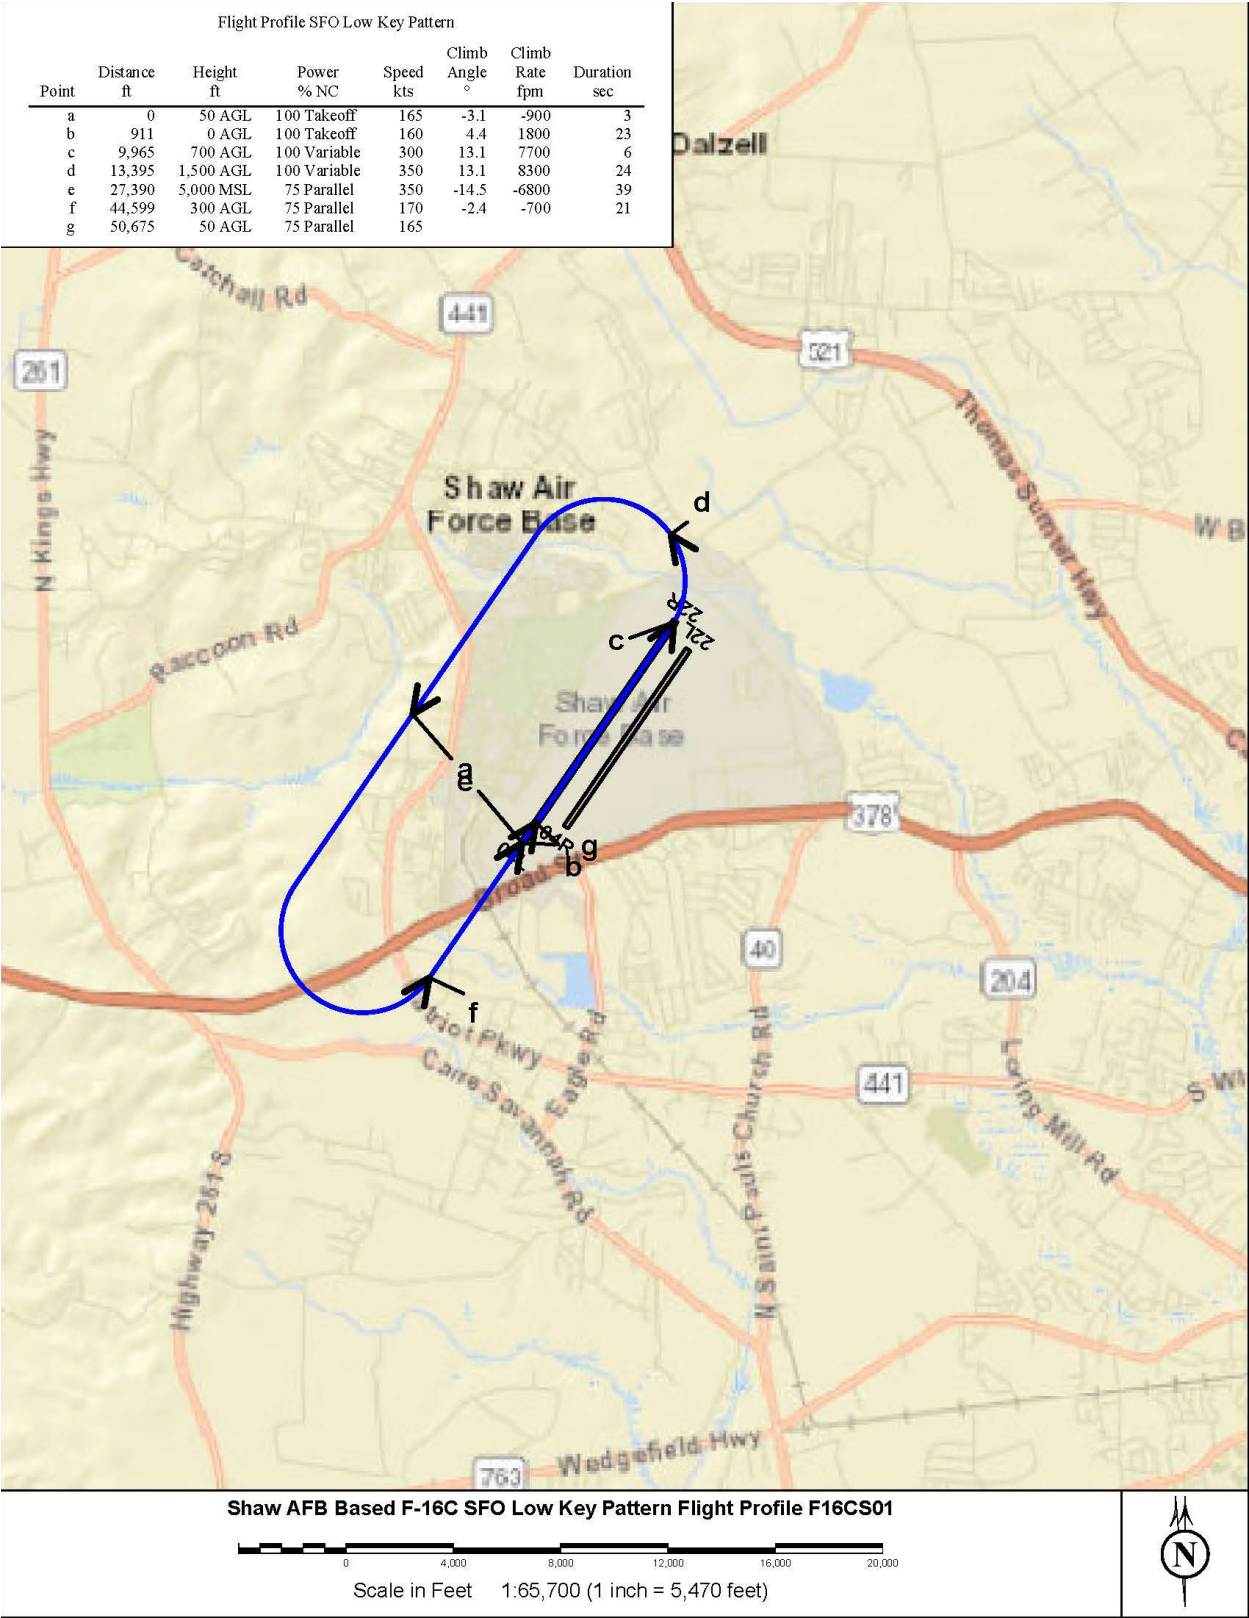 Flight Profile SFO Low Key Pattern
Climb Climb
Distance Height Power Speed Angle Rate Duration
Point ft ft % NC kts ° fpm sec
a 0 50 AGL 100 Takeoff 165 -3.1 -900 3
b 911 0 AGL 100 Takeoff 160 4.4 1800 23
c 9,965 700 AGL 100 Variable 300 13.1 7700 6
d 13,395 1,500 AGL 100 Variable 350 13.1 8300 24
e 27,390 5,000 MSL 75 Parallel 350 -14.5 -6800 39
f 44,599 300 AGL 75 Parallel 170 -2.4 -700 21
g 50,675 50 AGL 75 Parallel 165
Dalzell
Catchall Rd
441
261
521
N Kings Hwy
Thomas Sumter Hwy
Shaw Air
Force Base
d
W B
22R
22L
c
Raccoon Rd
Shaw Air
Force Base
a
e
378
04R
g
b
Broad St
40
204
f
Eagle Rd
441
Loring Mill Rd
N Saint Pauls Church Rd
Highway 261 S
Wedgefield Hwy
763
Shaw AFB Based F-16C SFO Low Key Pattern Flight Profile F16CS01
0 4,000 8,000 12,000 16,000 20,000
Scale in Feet 1:65,700 (1 inch = 5,470 feet)
N